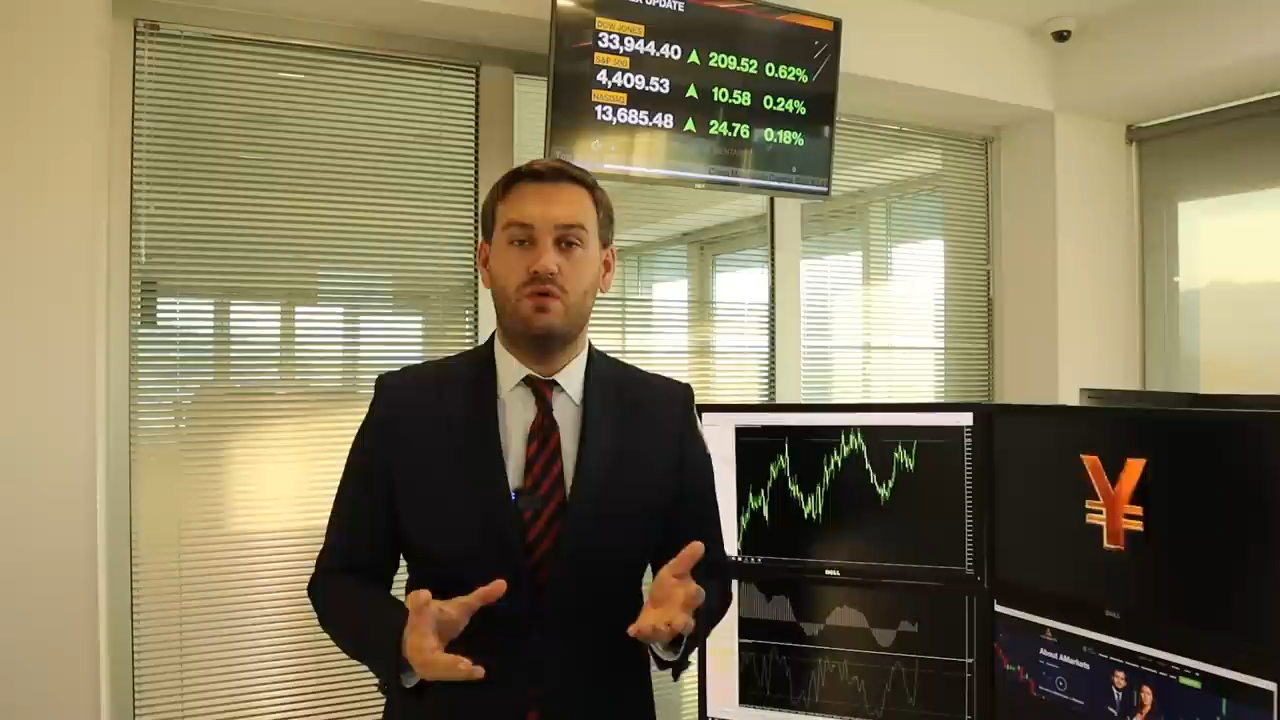 UPDATE
DOW JONES
33,944.40 209.52 0.62%
S&P 500
4,409.53 10.58 0.24%
NASDAQ
13,685.48 24.76 0.18%
DELL
¥
About AMarkets